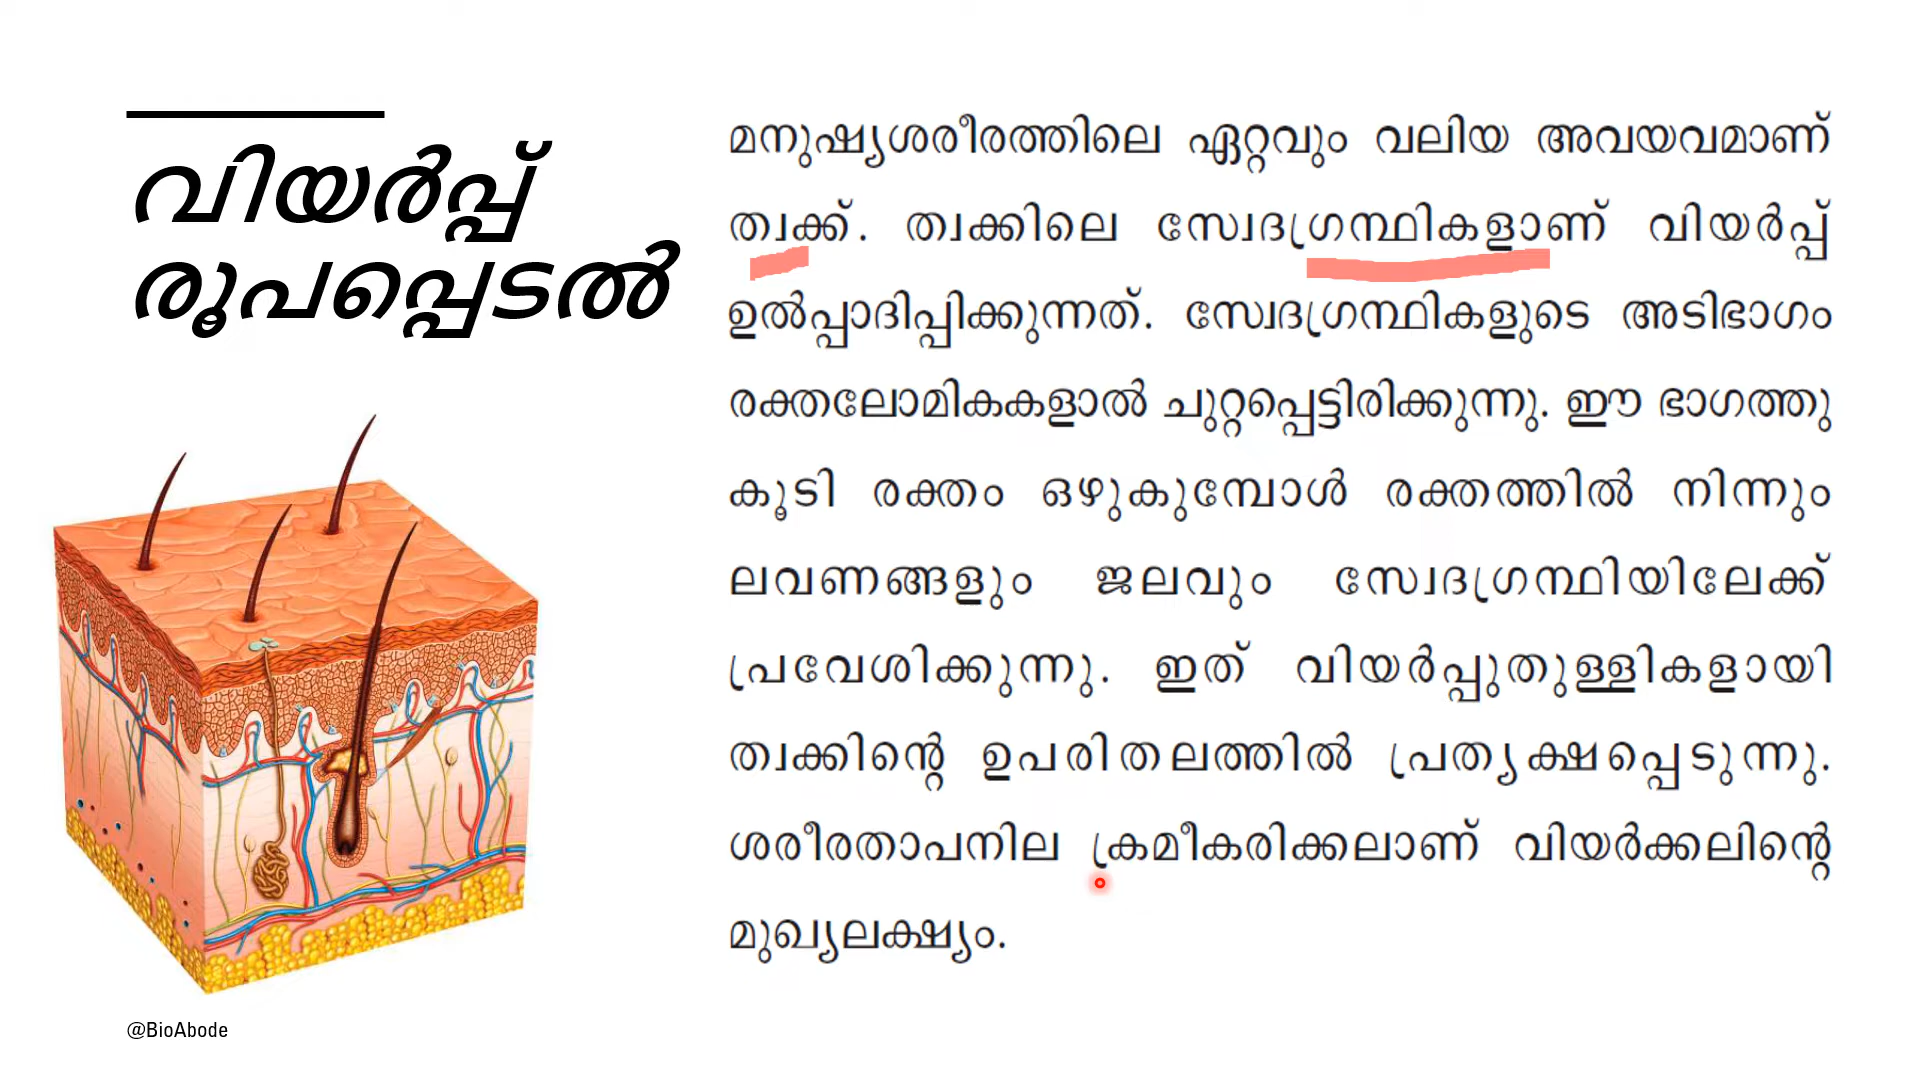 വിയർപ്പ്
രൂപപ്പെടൽ
മനുഷ്യശരീരത്തിലെ ഏറ്റവും വലിയ അവയവമാണ്
ത്വക്ക്. ത്വക്കിലെ സ്വേദഗ്രന്ഥികളാണ് വിയർപ്പ്
ഉൽപ്പാദിപ്പിക്കുന്നത്. സ്വേദഗ്രന്ഥികളുടെ അടിഭാഗം
രക്തലോമികകളാൽ ചുറ്റപ്പെട്ടിരിക്കുന്നു. ഈ ഭാഗത്തു
കൂടി രക്തം ഒഴുകുമ്പോൾ രക്തത്തിൽ നിന്നും
ലവണങ്ങളും ജലവും സ്വേദഗ്രന്ഥിയിലേക്ക്
പ്രവേശിക്കുന്നു. ഇത് വിയർപ്പുതുള്ളികളായി
ത്വക്കിന്റെ ഉപരിതലത്തിൽ പ്രത്യക്ഷപ്പെടുന്നു.
ശരീരതാപനില ക്രമീകരിക്കലാണ് വിയർക്കലിന്റെ
മുഖ്യലക്ഷ്യം.
@BioAbode